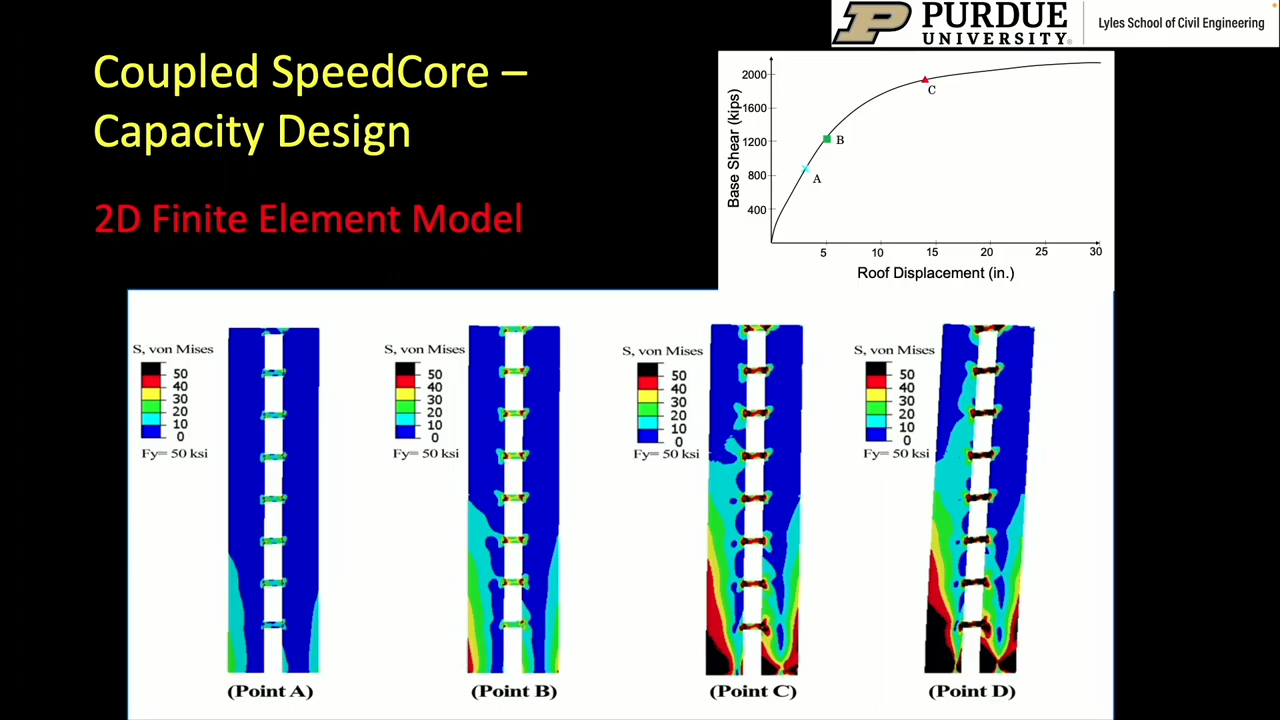 PURDUE
UNIVERSITY®
Lyles School of Civil Engineering
Coupled SpeedCore –
Capacity Design
2D Finite Element Model
Base Shear (kips)
2000
1600
1200
800
400
A
B
C
5 10 15 20 25 30
Roof Displacement (in.)
S, von Mises
50
40
30
20
10
0
Fy= 50 ksi
(Point A)
S, von Mises
50
40
30
20
10
0
Fy= 50 ksi
(Point B)
S, von Mises
50
40
30
20
10
0
Fy= 50 ksi
(Point C)
S, von Mises
50
40
30
20
10
0
Fy= 50 ksi
(Point D)